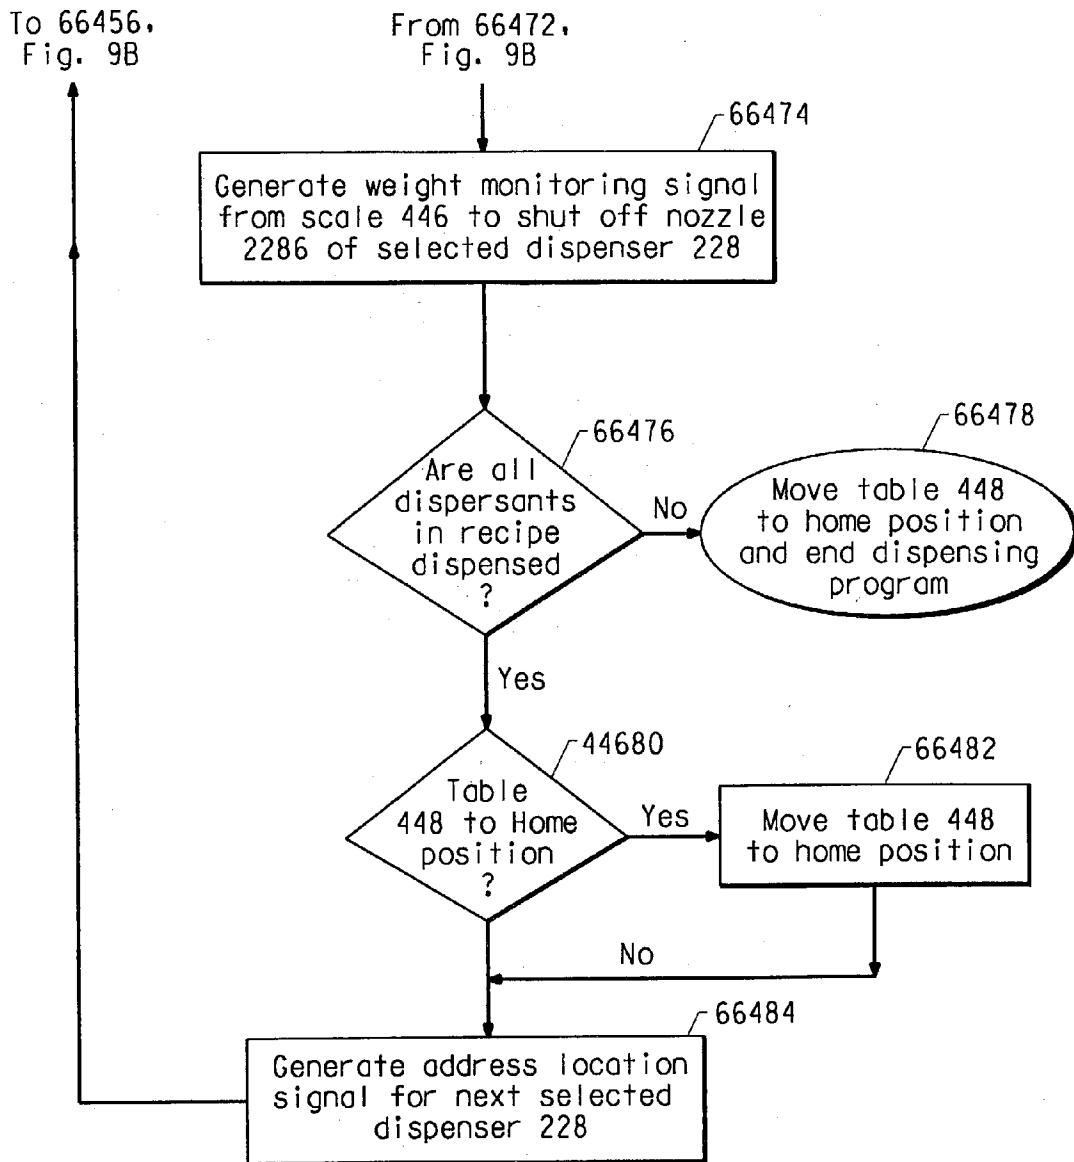 To 66456,
Fig. 9B
From 66472,
Fig. 9B
66474
Generate weight monitoring signal
from scale 446 to shut off nozzle
2286 of selected dispenser 228
66476
Are all
dispersants
in recipe
dispensed
?
No
66478
Move table 448
to home position
and end dispensing
program
Yes
44680
Table
448 to Home
position
?
Yes
66482
Move table 448
to home position
No
66484
Generate address location
signal for next selected
dispenser 228